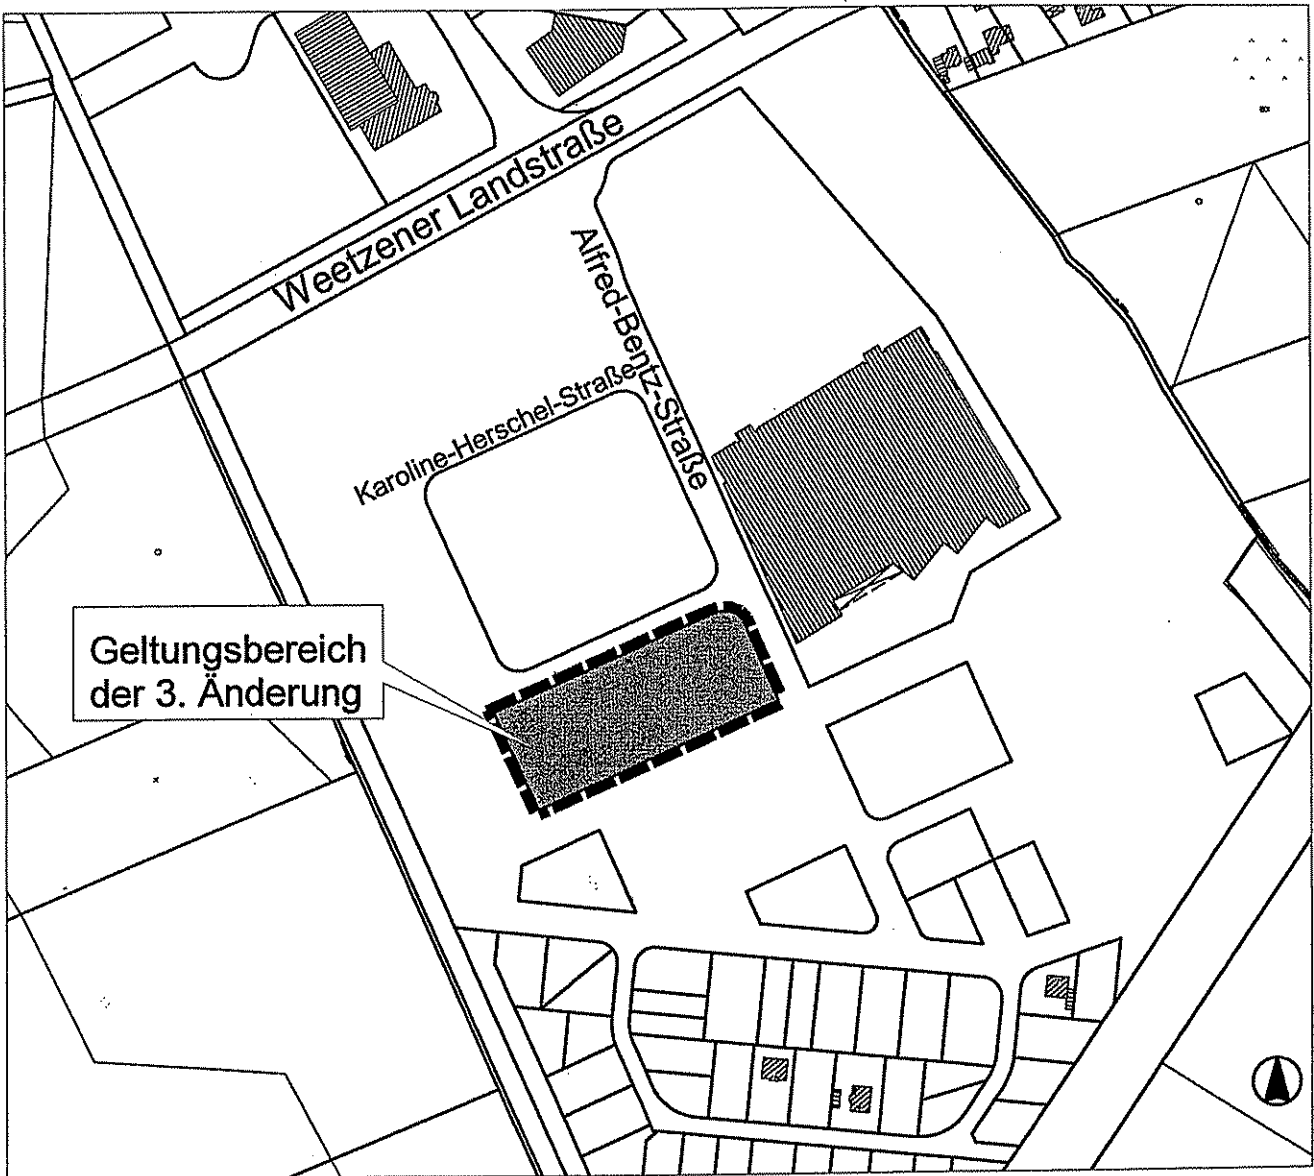 Weetzener Landstraße
Alfred-Bentz-Straße
Karoline-Herschel-Straße
Geltungsbereich
der 3. Änderung